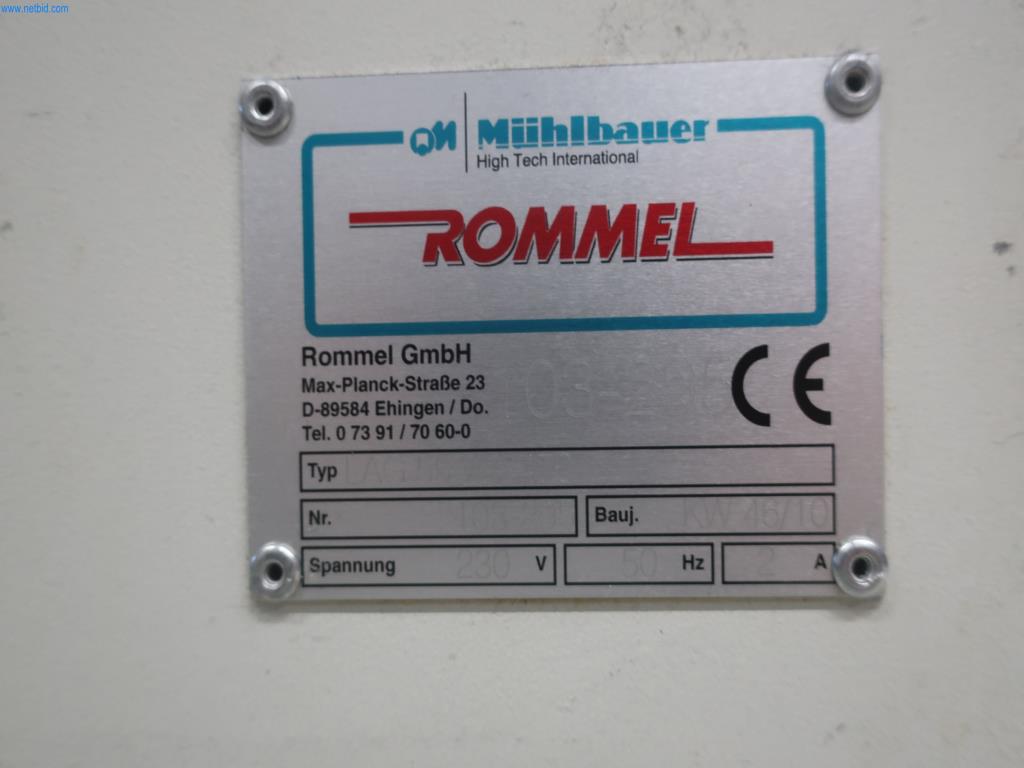 www.netbid.com
Mühlbauer
High Tech International
ROMMEL
Rommel GmbH
Max-Planck-Straße 23
D-89584 Ehingen / Do.
Tel. 0 73 91 / 70 60-0
CE
Typ
Nr. Bauj. KW 46/10
Spannung 230 V 50 Hz 2 A